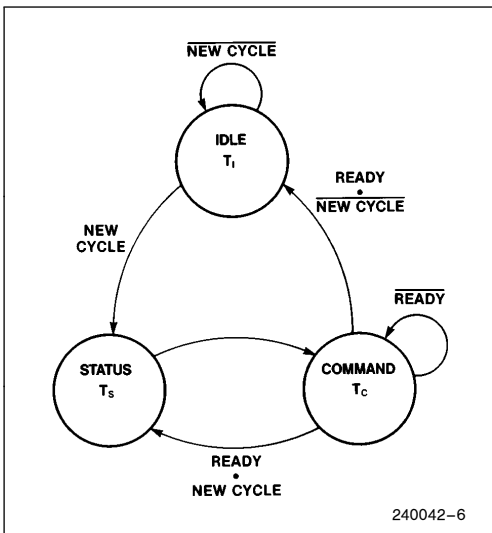 NEW CYCLE
IDLE
T_I
READY
•
NEW CYCLE
NEW
CYCLE
READY
STATUS
T_S
COMMAND
T_C
READY
•
NEW CYCLE
240042–6